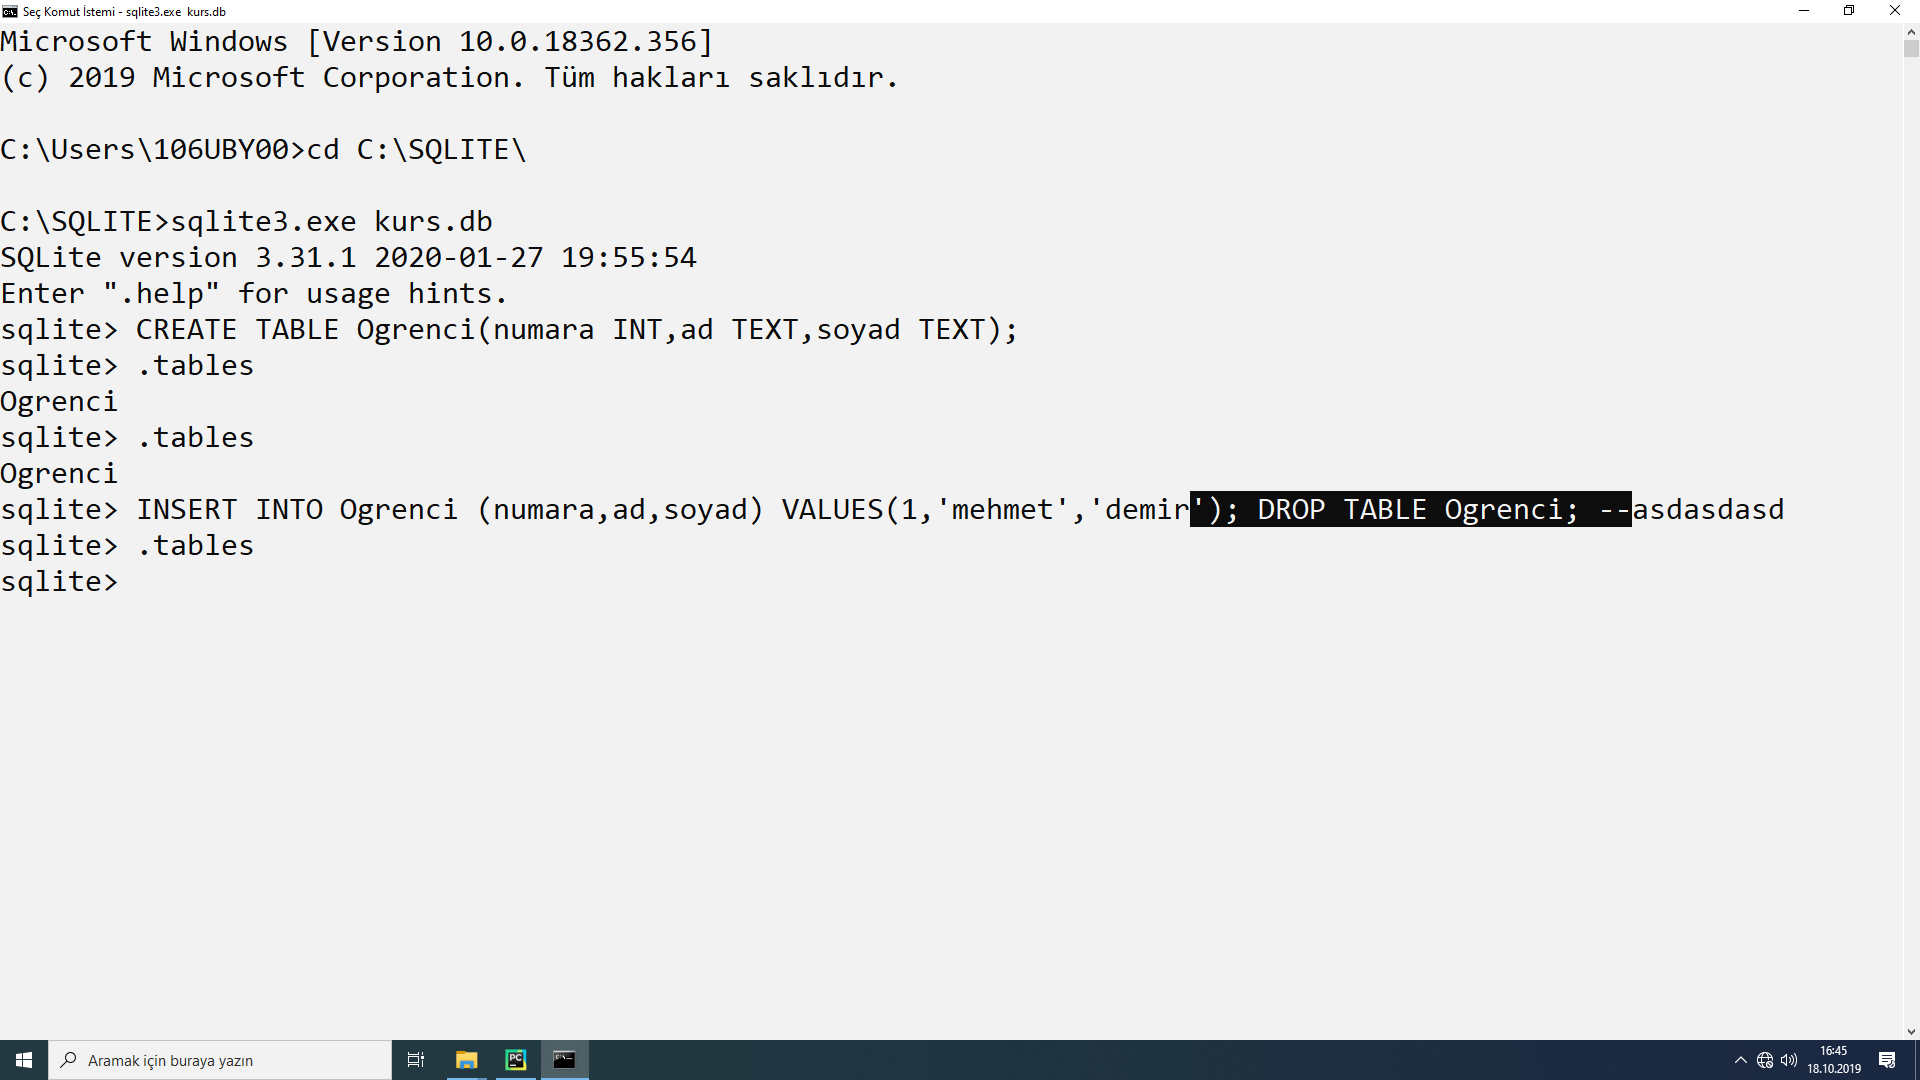 Seç Komut İstemi - sqlite3.exe kurs.db
Microsoft Windows [Version 10.0.18362.356]
(c) 2019 Microsoft Corporation. Tüm hakları saklıdır.
C:\Users\106UBY00>cd C:\SQLITE\
C:\SQLITE>sqlite3.exe kurs.db
SQLite version 3.31.1 2020-01-27 19:55:54
Enter ".help" for usage hints.
sqlite> CREATE TABLE Ogrenci(numara INT,ad TEXT,soyad TEXT);
sqlite> .tables
Ogrenci
sqlite> .tables
Ogrenci
sqlite> INSERT INTO Ogrenci (numara,ad,soyad) VALUES(1,'mehmet','demir'); DROP TABLE Ogrenci; --asdasdasd
sqlite> .tables
sqlite>
Aramak için buraya yazın
PC
16:45
18.10.2019